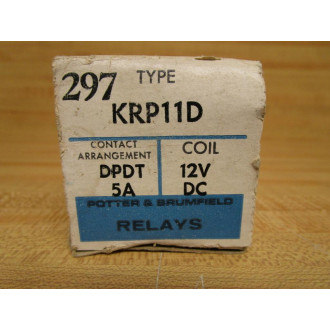 297 TYPE
KRP11D
CONTACT ARRANGEMENT
COIL
DPDT
12V
5A
DC
POTTER & BRUMFIELD
RELAYS